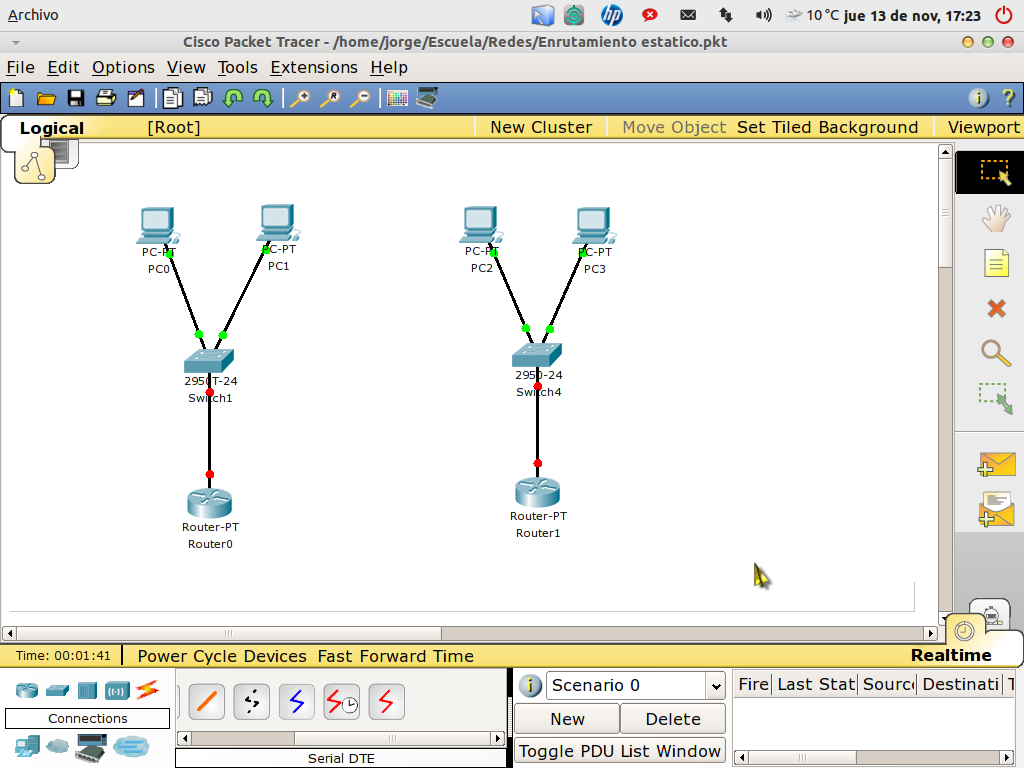 Archivo
10 °C jue 13 de nov, 17:23
Cisco Packet Tracer - /home/jorge/Escuela/Redes/Enrutamiento estatico.pkt
File Edit Options View Tools Extensions Help
Logical [Root] New Cluster Move Object Set Tiled Background Viewport
PC-PT
PC0
PC-PT
PC1
PC-PT
PC2
PC-PT
PC3
2950T-24
Switch1
2950-24
Switch4
Router-PT
Router0
Router-PT
Router1
Time: 00:01:41 Power Cycle Devices Fast Forward Time
Realtime
Connections
Serial DTE
Scenario 0
New Delete
Toggle PDU List Window
Fire Last Stat Sourc Destinati T